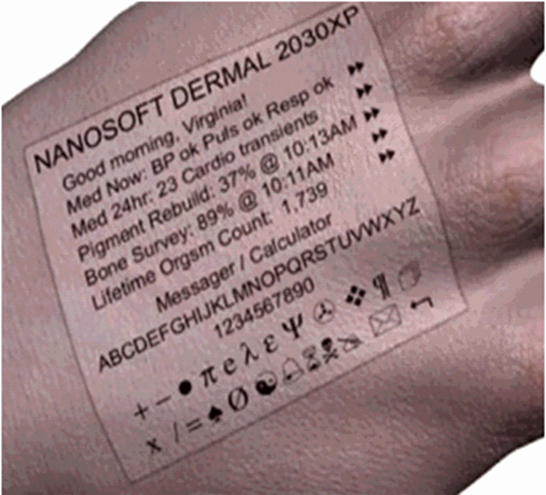 NANOSOFT DERMAL 2030XP
Good morning, Virginia!
Med Now: BP ok Puls ok Resp ok
Med 24hr: 23 Cardio transients
Pigment Rebuild: 37% @ 10:13AM
Bone Survey: 89% @ 10:11AM
Lifetime Orgsm Count: 1,739
Messager / Calculator
ABCDEFGHIJKLMNOPQRSTUVWXYZ
1234567890
+ − ● π e λ ε Ψ ✇ ❖ ¶
x / = ♠ Ø ☯